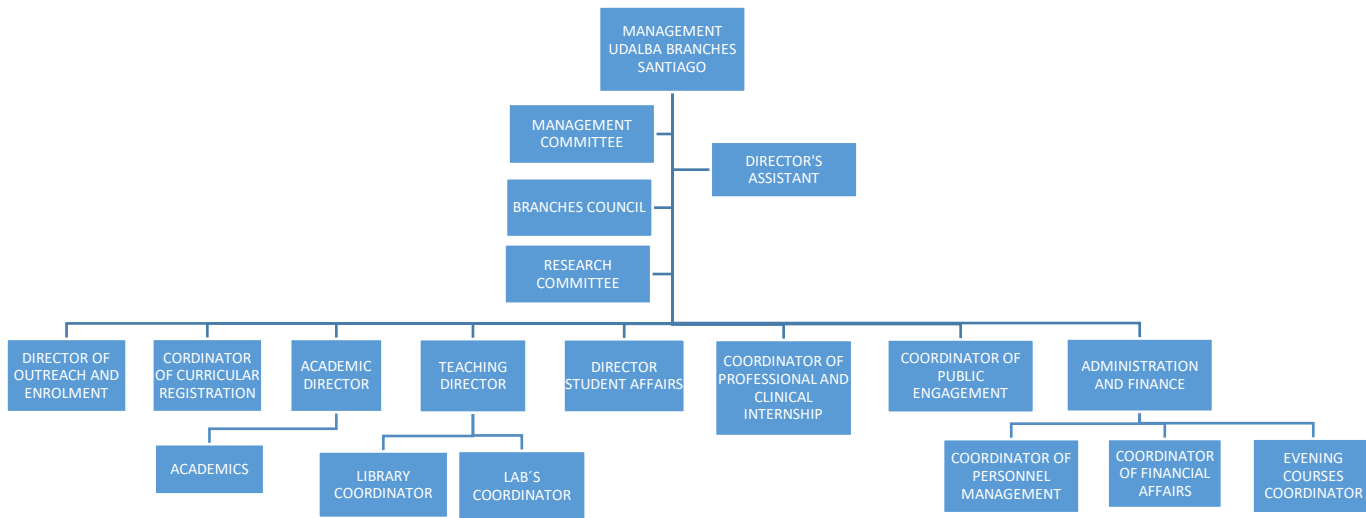 MANAGEMENT
UDALBA BRANCHES
SANTIAGO
MANAGEMENT
COMMITTEE
DIRECTOR'S
ASSISTANT
BRANCHES COUNCIL
RESEARCH
COMMITTEE
DIRECTOR OF
OUTREACH AND
ENROLMENT
CORDINATOR
OF CURRICULAR
REGISTRATION
ACADEMIC
DIRECTOR
TEACHING
DIRECTOR
DIRECTOR
STUDENT AFFAIRS
COORDINATOR OF
PROFESSIONAL AND
CLINICAL
INTERNSHIP
COORDINATOR OF
PUBLIC
ENGAGEMENT
ADMINISTRATION
AND FINANCE
ACADEMICS
LIBRARY
COORDINATOR
LAB´S
COORDINATOR
COORDINATOR OF
PERSONNEL
MANAGEMENT
COORDINATOR
OF FINANCIAL
AFFAIRS
EVENING
COURSES
COORDINATOR